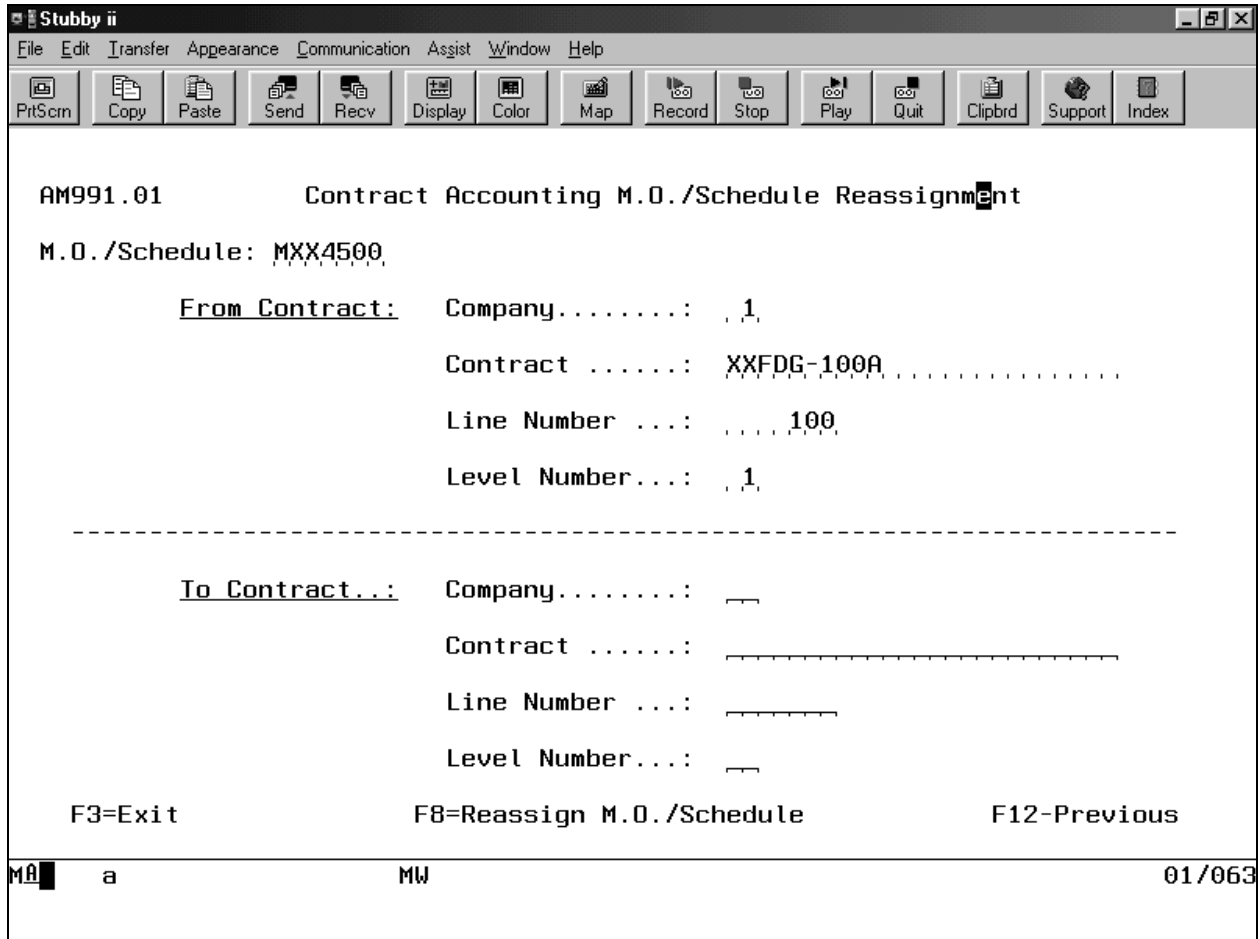 Stubby ii
File Edit Transfer Appearance Communication Assist Window Help
PrtScrn Copy Paste Send Recv Display Color Map Record Stop Play Quit Clipbrd Support Index
AM991.01 Contract Accounting M.O./Schedule Reassignment
M.O./Schedule: MXX4500
From Contract: Company........: 1
Contract ......: XXFDG-100A
Line Number ...: 100
Level Number...: 1
--------------------------------------------------------------------
To Contract..: Company........:
Contract ......:
Line Number ...:
Level Number...:
F3=Exit F8=Reassign M.O./Schedule F12-Previous
MA a MW 01/063